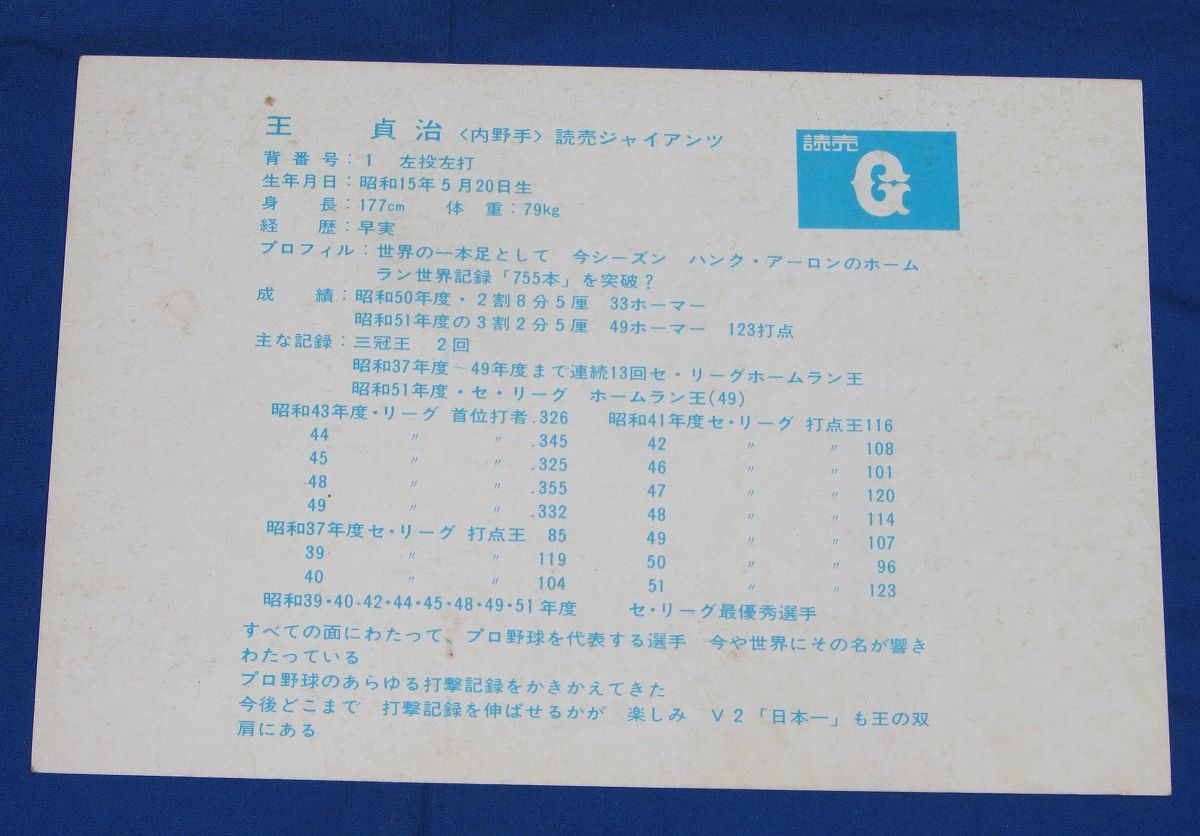 王 貞治 〈内野手〉 読売ジャイアンツ
読売
G
背番号：1 左投左打
生年月日：昭和15年5月20日生
身長：177cm 体重：79kg
経歴：早実
プロフィル：世界の一本足として 今シーズン ハンク・アーロンのホーム
ラン世界記録「755本」を突破？
成績：昭和50年度・2割8分5厘 33ホーマー
昭和51年度の3割2分5厘 49ホーマー 123打点
主な記録：三冠王 2回
昭和37年度～49年度まで連続13回セ・リーグホームラン王
昭和51年度・セ・リーグ ホームラン王(49)
昭和43年度・リーグ 首位打者 .326
44 〃 〃 .345
45 〃 〃 .325
48 〃 〃 .355
49 〃 〃 .332
昭和37年度セ・リーグ 打点王 85
39 〃 〃 119
40 〃 〃 104
昭和41年度セ・リーグ 打点王116
42 〃 〃 108
46 〃 〃 101
47 〃 〃 120
48 〃 〃 114
49 〃 〃 107
50 〃 〃 96
51 〃 〃 123
昭和39・40・42・44・45・48・49・51年度 セ・リーグ最優秀選手
すべての面にわたって、プロ野球を代表する選手 今や世界にその名が響き
わたっている
プロ野球のあらゆる打撃記録をかきかえてきた
今後どこまで 打撃記録を伸ばせるかが 楽しみ V2「日本一」も王の双
肩にある